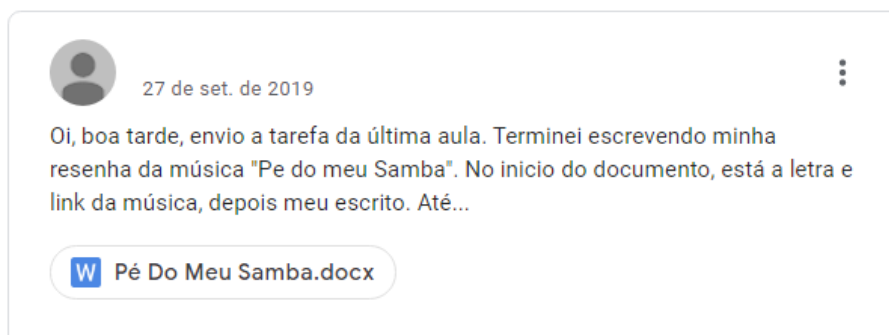 27 de set. de 2019
Oi, boa tarde, envio a tarefa da última aula. Terminei escrevendo minha
resenha da música "Pe do meu Samba". No inicio do documento, está a letra e
link da música, depois meu escrito. Até...
W Pé Do Meu Samba.docx